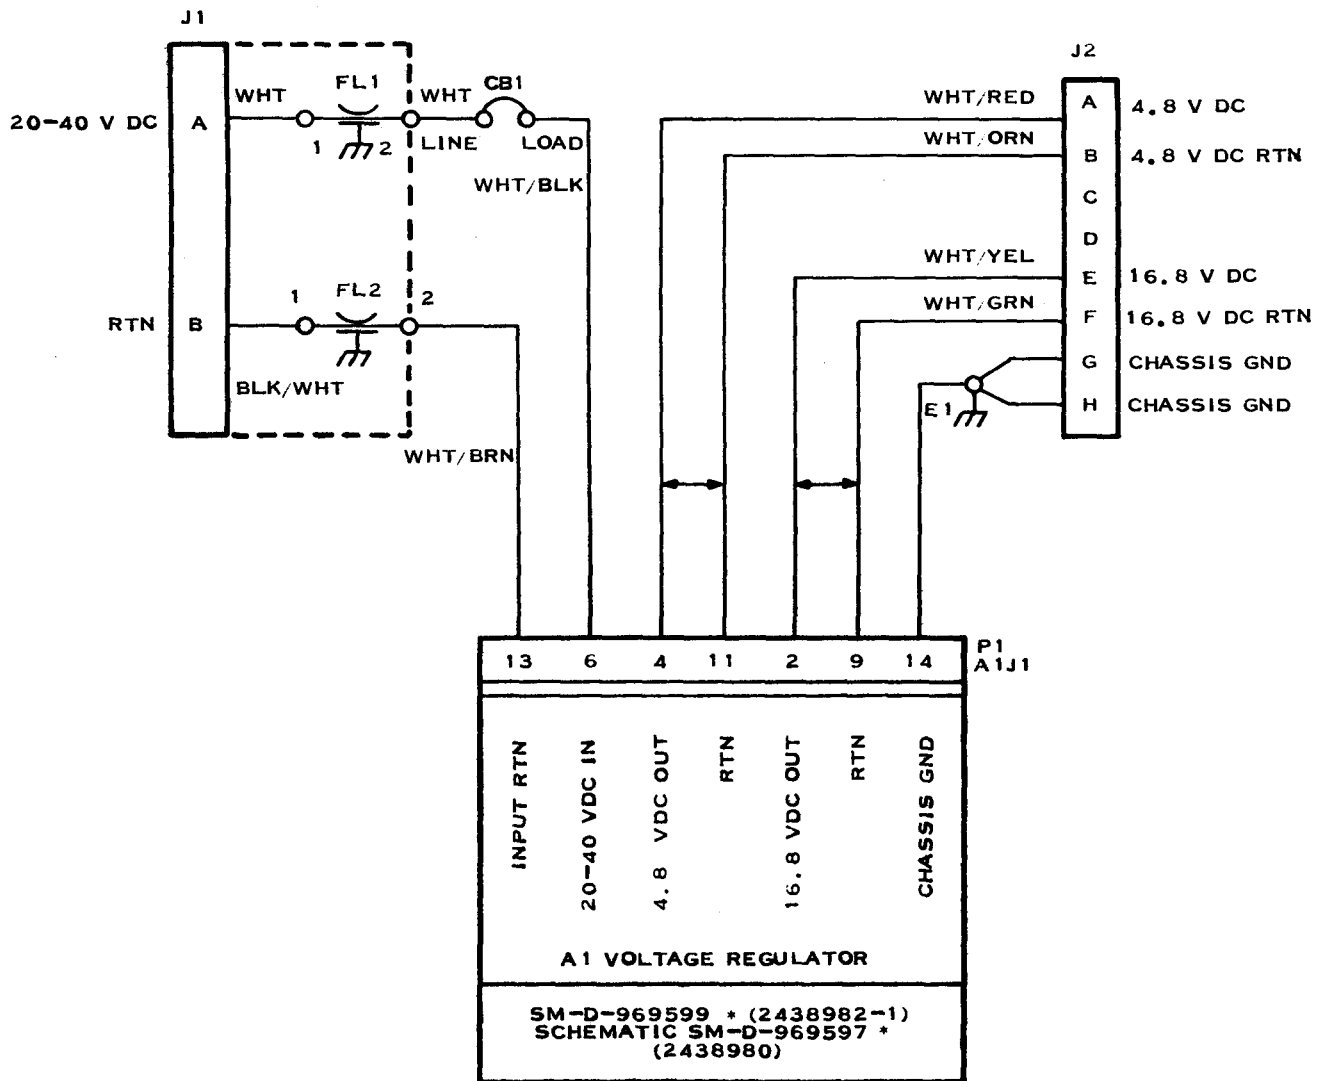 J1
J2
20-40 V DC
A
WHT
FL1
1
2
WHT
LINE
CB1
LOAD
WHT/BLK
RTN
B
1
FL2
2
BLK/WHT
WHT/BRN
WHT/RED
A
4.8 V DC
WHT/ORN
B
4.8 V DC RTN
C
D
WHT/YEL
E
16.8 V DC
WHT/GRN
F
16.8 V DC RTN
G
CHASSIS GND
E1
H
CHASSIS GND
13 6 4 11 2 9 14
P1
A1J1
INPUT RTN
20-40 VDC IN
4.8 VDC OUT
RTN
16.8 VDC OUT
RTN
CHASSIS GND
A1 VOLTAGE REGULATOR
SM-D-969599 * (2438982-1)
SCHEMATIC SM-D-969597 *
(2438980)